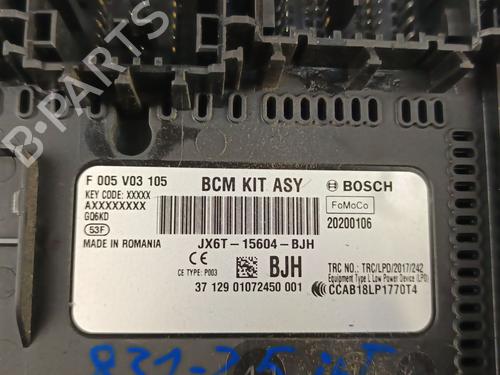 B-PARTS
F 005 V03 105
BCM KIT ASY
BOSCH
KEY CODE: XXXXX
AXXXXXXXX
GQ6KD
FoMoCo
53F
20200106
MADE IN ROMANIA
JX6T-15604-BJH
CE TYPE: P003
BJH
TRC NO.: TRC/LPD/2017/242
Equipment Type L Low Power Device (LPD)
37 129 01072450 001
CCAB18LP1770T4